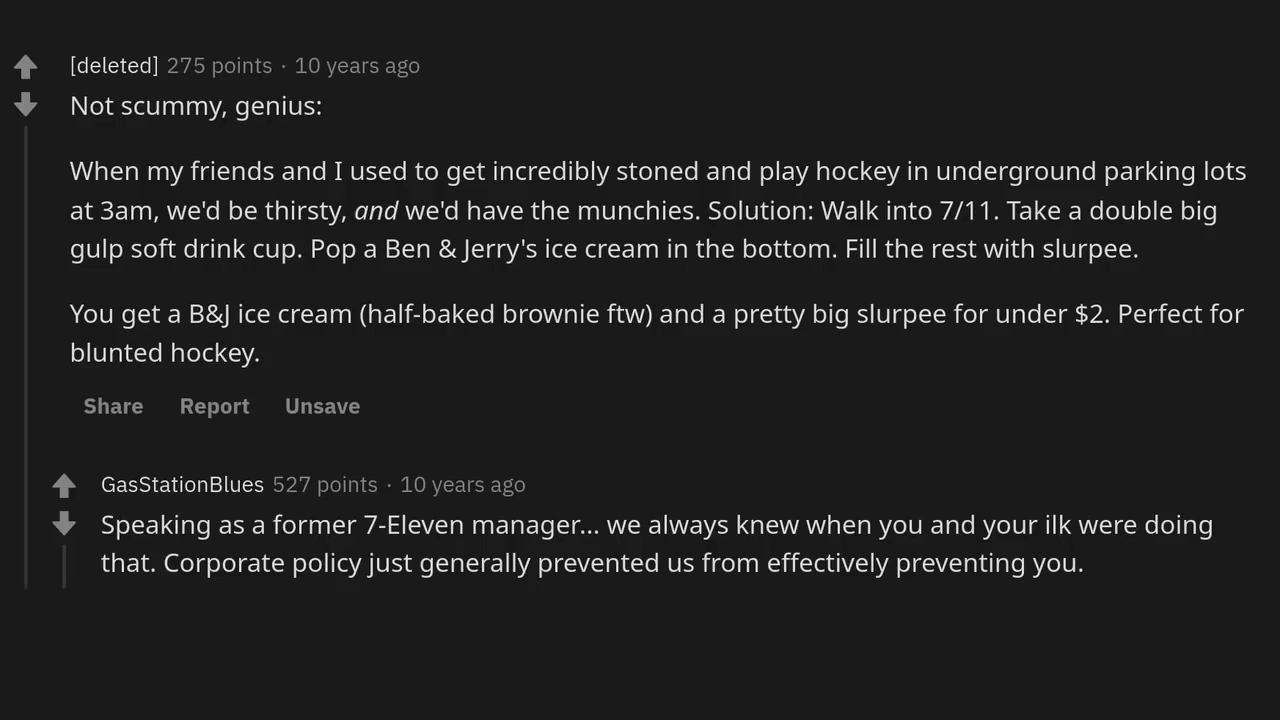 [deleted] 275 points · 10 years ago
Not scummy, genius:
When my friends and I used to get incredibly stoned and play hockey in underground parking lots
at 3am, we'd be thirsty, and we'd have the munchies. Solution: Walk into 7/11. Take a double big
gulp soft drink cup. Pop a Ben & Jerry's ice cream in the bottom. Fill the rest with slurpee.
You get a B&J ice cream (half-baked brownie ftw) and a pretty big slurpee for under $2. Perfect for
blunted hockey.
Share Report Unsave
GasStationBlues 527 points · 10 years ago
Speaking as a former 7-Eleven manager... we always knew when you and your ilk were doing
that. Corporate policy just generally prevented us from effectively preventing you.